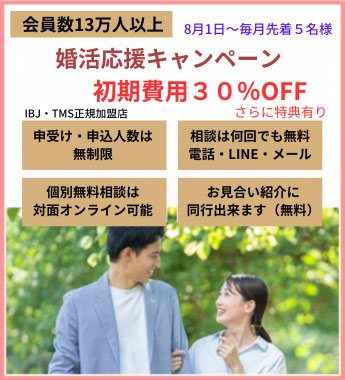 会員数13万人以上
8月1日～毎月先着５名様
婚活応援キャンペーン
初期費用３０％OFF
IBJ・TMS正規加盟店
さらに特典有り
申受け・申込人数は
無制限
相談は何回でも無料
電話・LINE・メール
個別無料相談は
対面オンライン可能
お見合い紹介に
同行出来ます（無料）